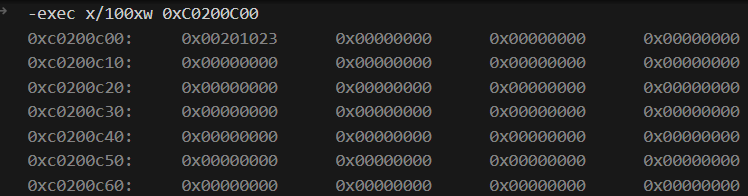 -exec x/100xw 0xC0200C00
0xc0200c00: 0x00201023 0x00000000 0x00000000 0x00000000
0xc0200c10: 0x00000000 0x00000000 0x00000000 0x00000000
0xc0200c20: 0x00000000 0x00000000 0x00000000 0x00000000
0xc0200c30: 0x00000000 0x00000000 0x00000000 0x00000000
0xc0200c40: 0x00000000 0x00000000 0x00000000 0x00000000
0xc0200c50: 0x00000000 0x00000000 0x00000000 0x00000000
0xc0200c60: 0x00000000 0x00000000 0x00000000 0x00000000